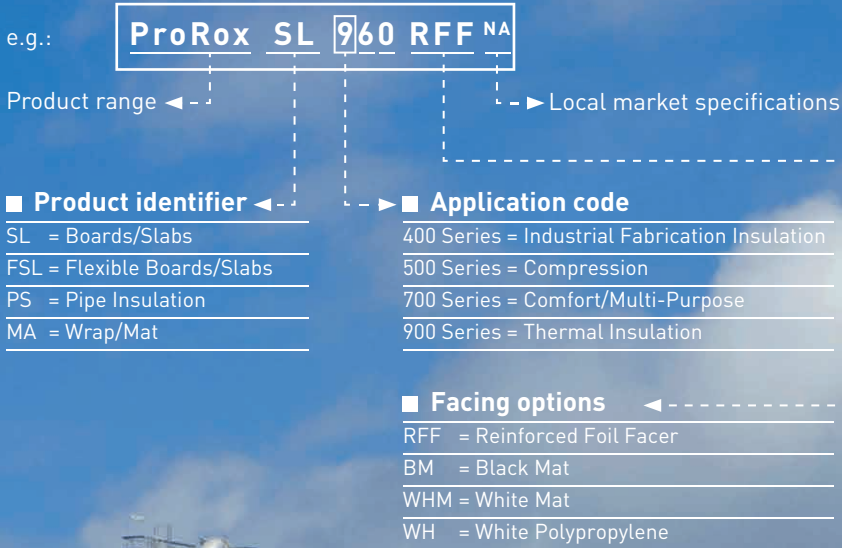 e.g.: ProRox SL 960 RFF NA
Product range
Local market specifications
Product identifier
SL = Boards/Slabs
FSL = Flexible Boards/Slabs
PS = Pipe Insulation
MA = Wrap/Mat
Application code
400 Series = Industrial Fabrication Insulation
500 Series = Compression
700 Series = Comfort/Multi-Purpose
900 Series = Thermal Insulation
Facing options
RFF = Reinforced Foil Facer
BM = Black Mat
WHM = White Mat
WH = White Polypropylene